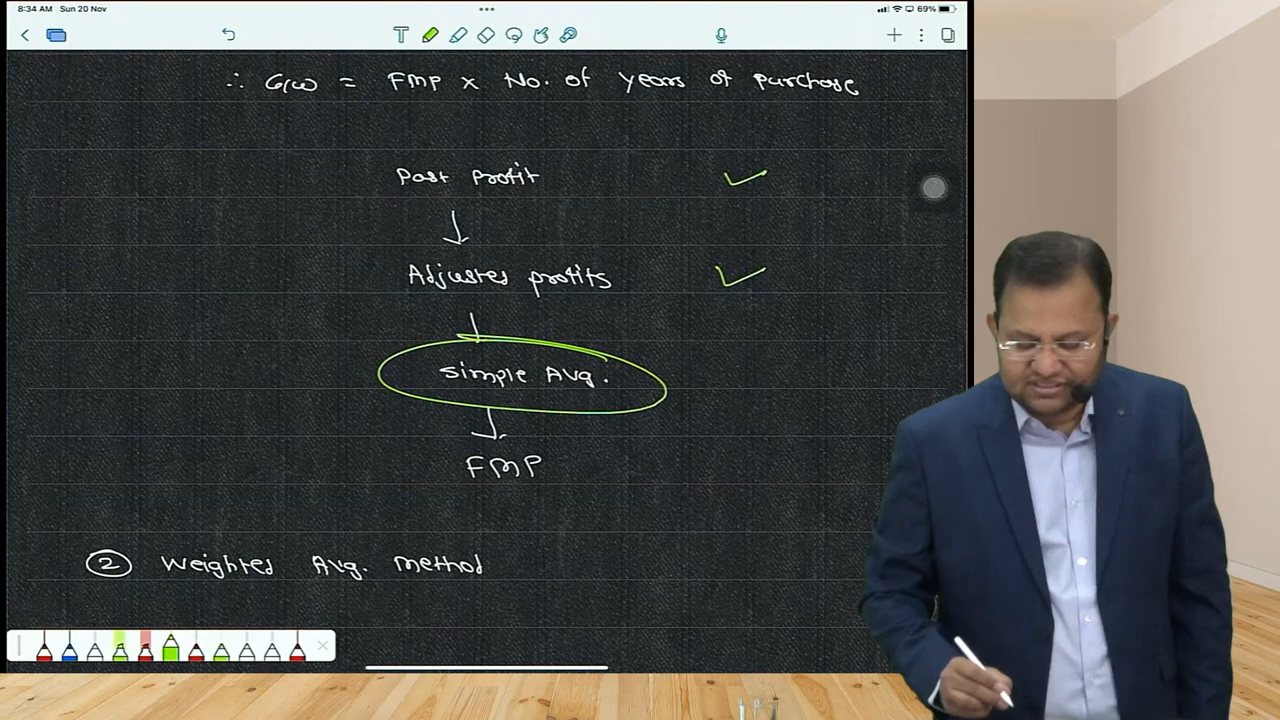 8:34 AM Sun 20 Nov
69%
∴ G/w = FMP x No. of years of purchase
Past profit
Adjusted profits
Simple Avg.
FMP
2 Weighted Avg. method